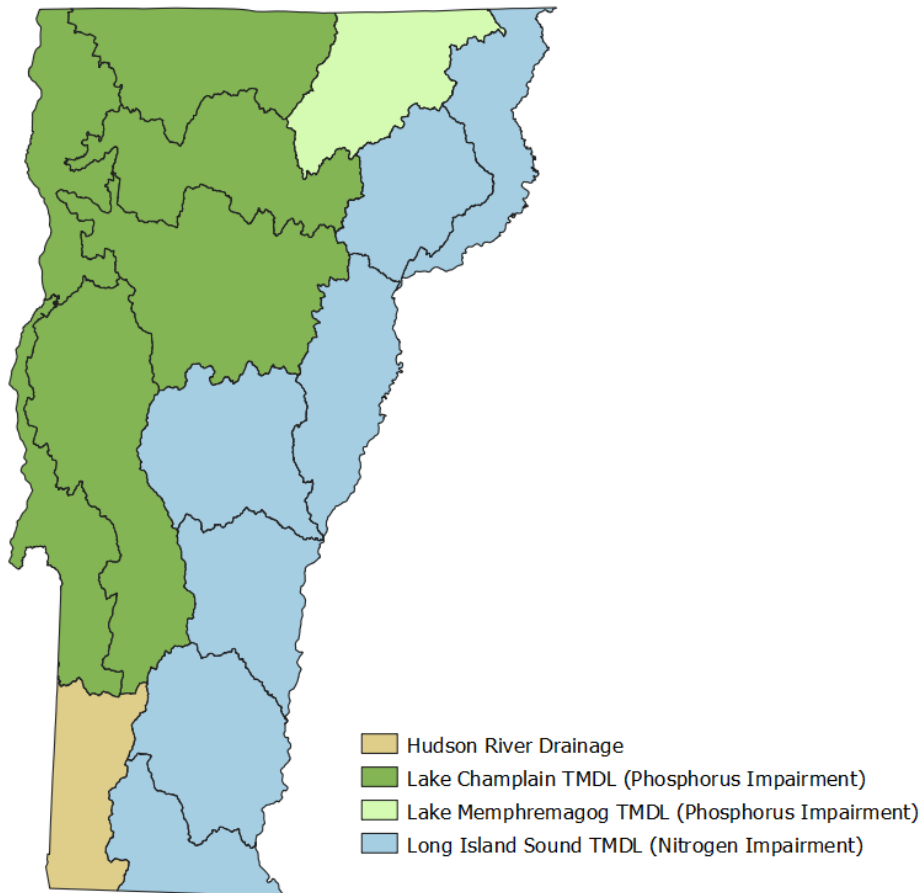 Hudson River Drainage
Lake Champlain TMDL (Phosphorus Impairment)
Lake Memphremagog TMDL (Phosphorus Impairment)
Long Island Sound TMDL (Nitrogen Impairment)